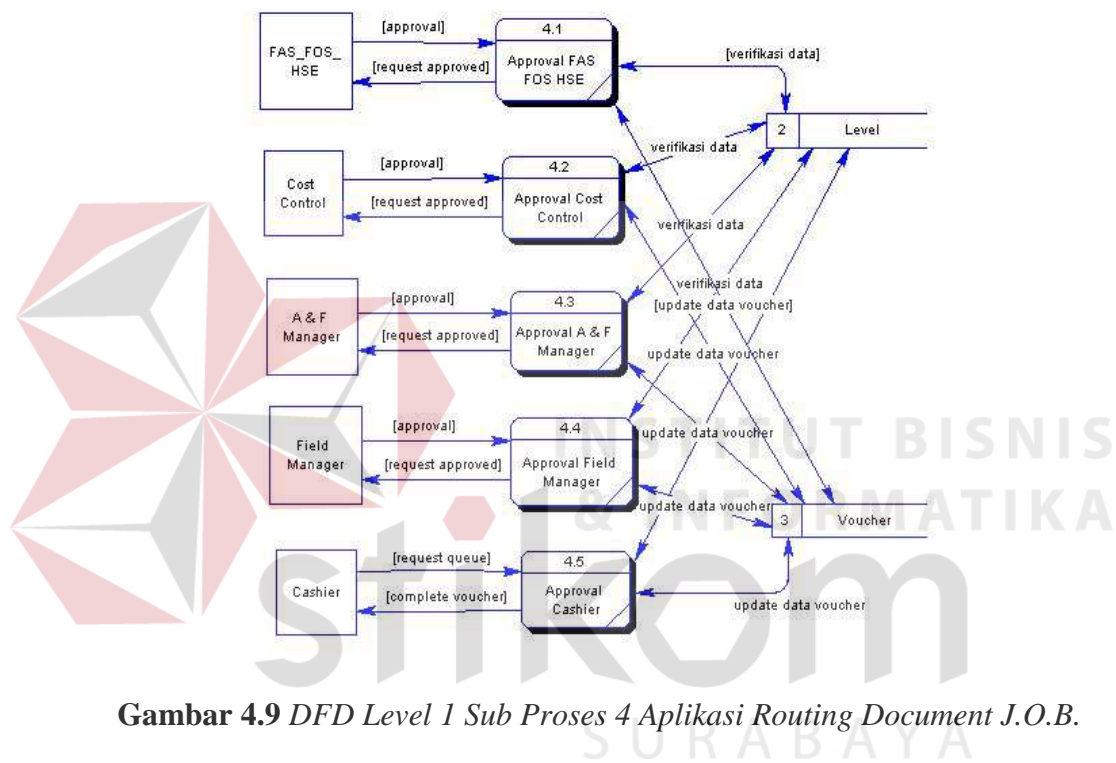 [approval]
4.1
FAS_FOS_
HSE
[request approved]
Approval FAS
FOS HSE
[verifikasi data]
2
Level
verifikasi data
[approval]
4.2
Cost
Control
[request approved]
Approval Cost
Control
verifikasi data
verifikasi data
[update data voucher]
[approval]
4.3
A & F
Manager
[request approved]
Approval A & F
Manager
update data voucher
[approval]
4.4
update data voucher
Field
Manager
[request approved]
Approval Field
Manager
update data voucher
3
Voucher
[request queue]
4.5
Cashier
[complete voucher]
Approval
Cashier
update data voucher
INSTITUT BISNIS
& INFORMATIKA
stikom
SURABAYA
Gambar 4.9 DFD Level 1 Sub Proses 4 Aplikasi Routing Document J.O.B.